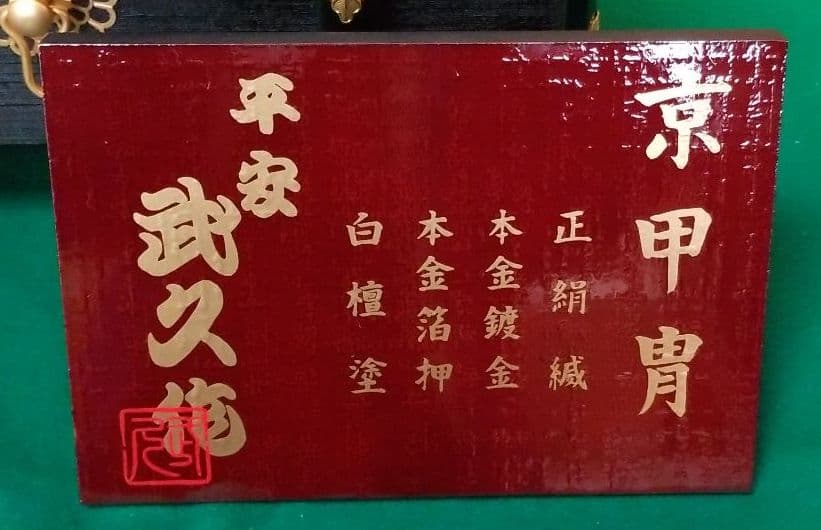 京甲冑
正絹縅
本金鍍金
本金箔押
白檀塗
平安
武久作